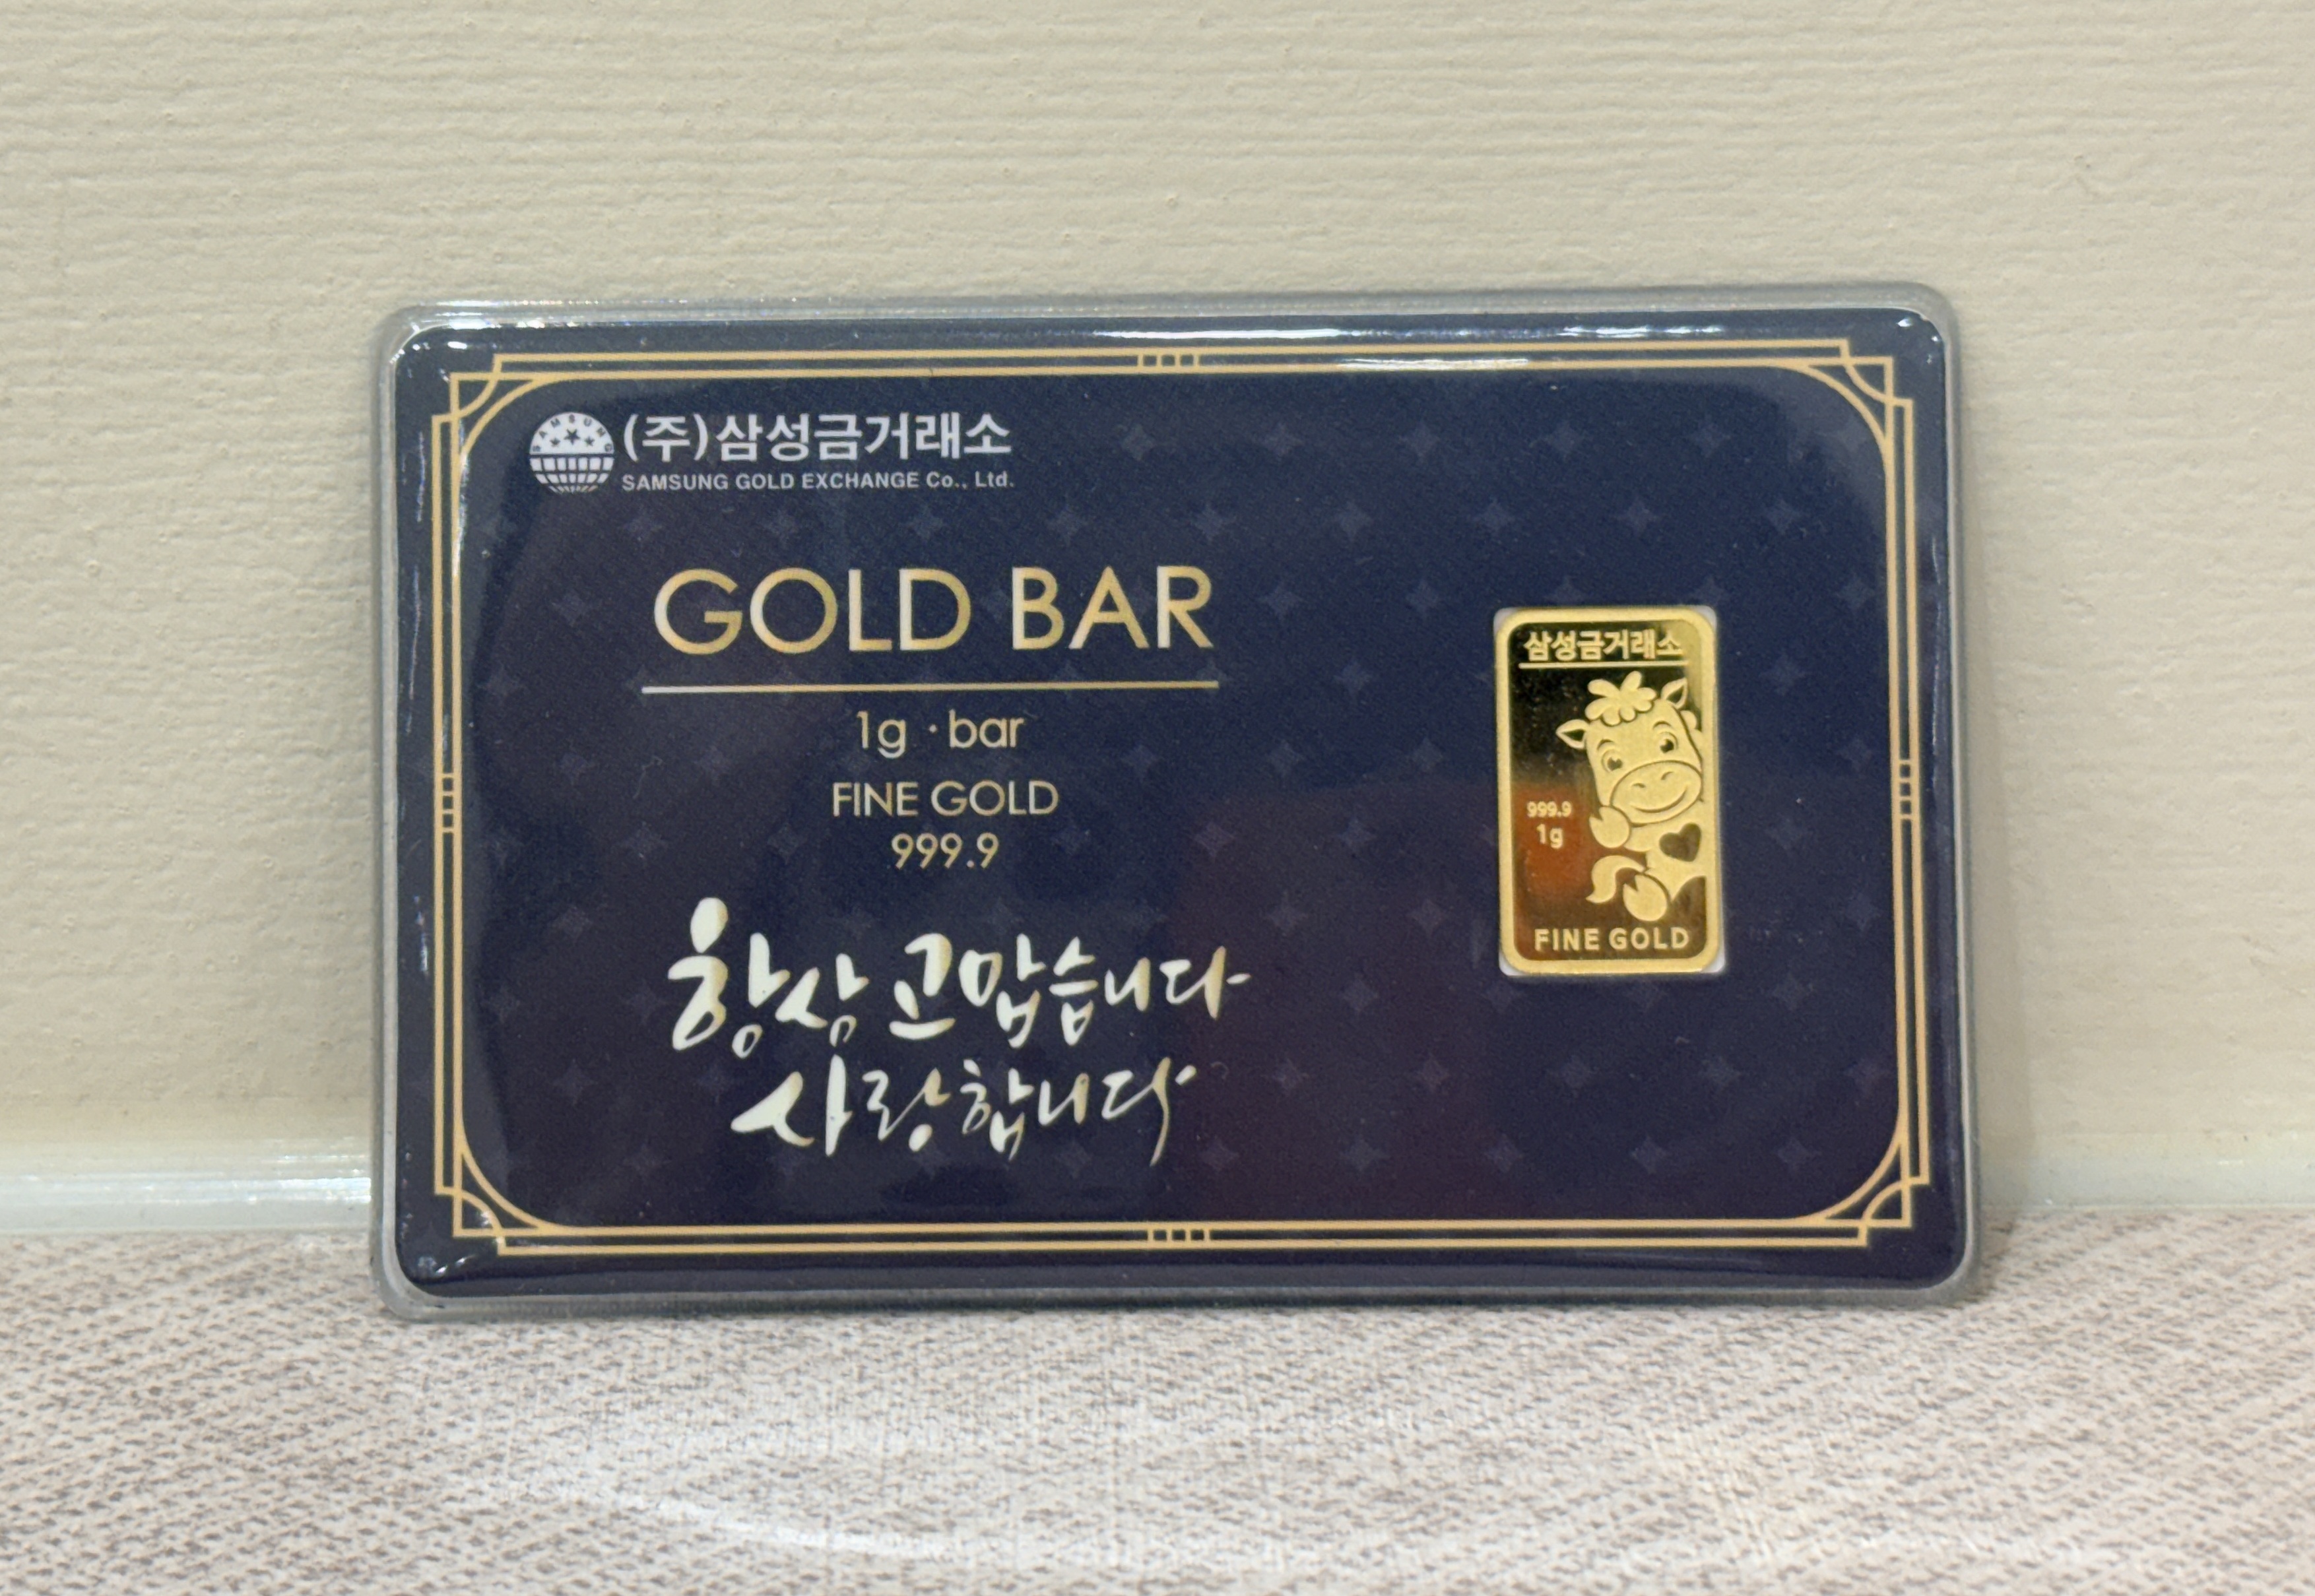 SAMSUNG
(주)삼성금거래소
SAMSUNG GOLD EXCHANGE Co., Ltd.
GOLD BAR
1g · bar
FINE GOLD
999.9
항상 고맙습니다
사랑합니다
삼성금거래소
999.9
1g
FINE GOLD